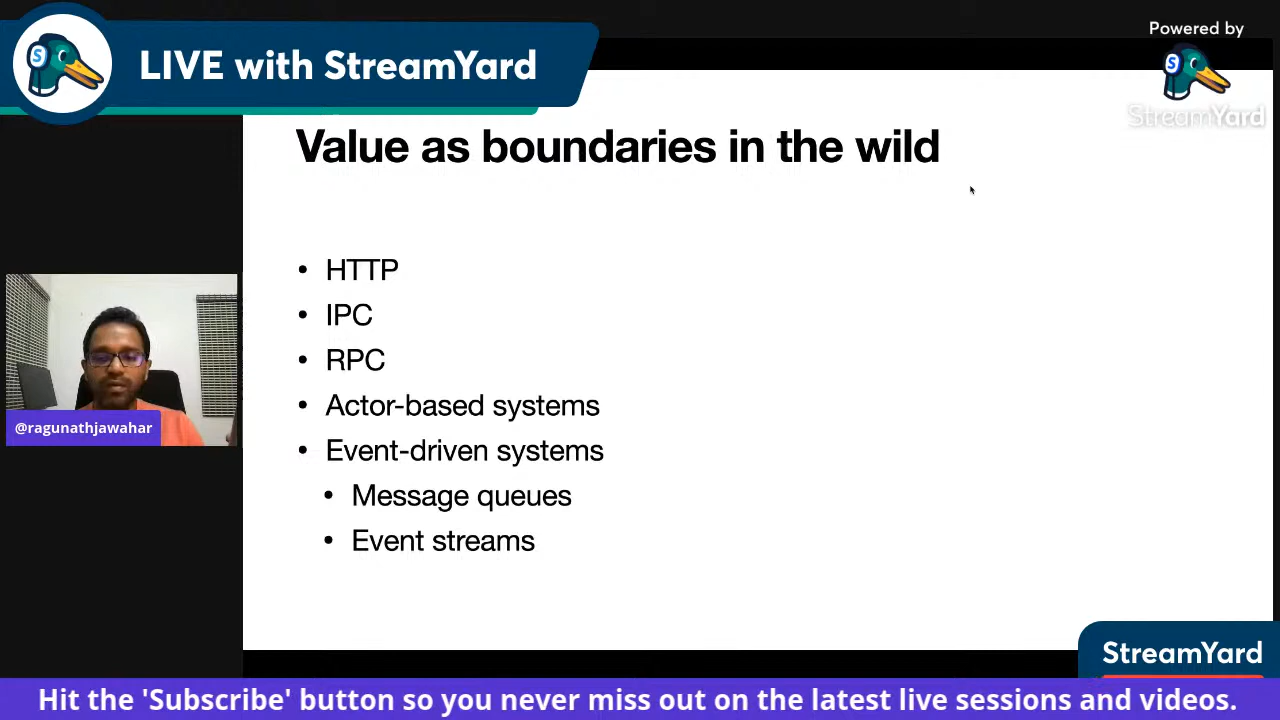 LIVE with StreamYard
Powered by
StreamYard
Value as boundaries in the wild
• HTTP
• IPC
• RPC
• Actor-based systems
• Event-driven systems
• Message queues
• Event streams
@ragunathjawahar
StreamYard
Hit the 'Subscribe' button so you never miss out on the latest live sessions and videos.